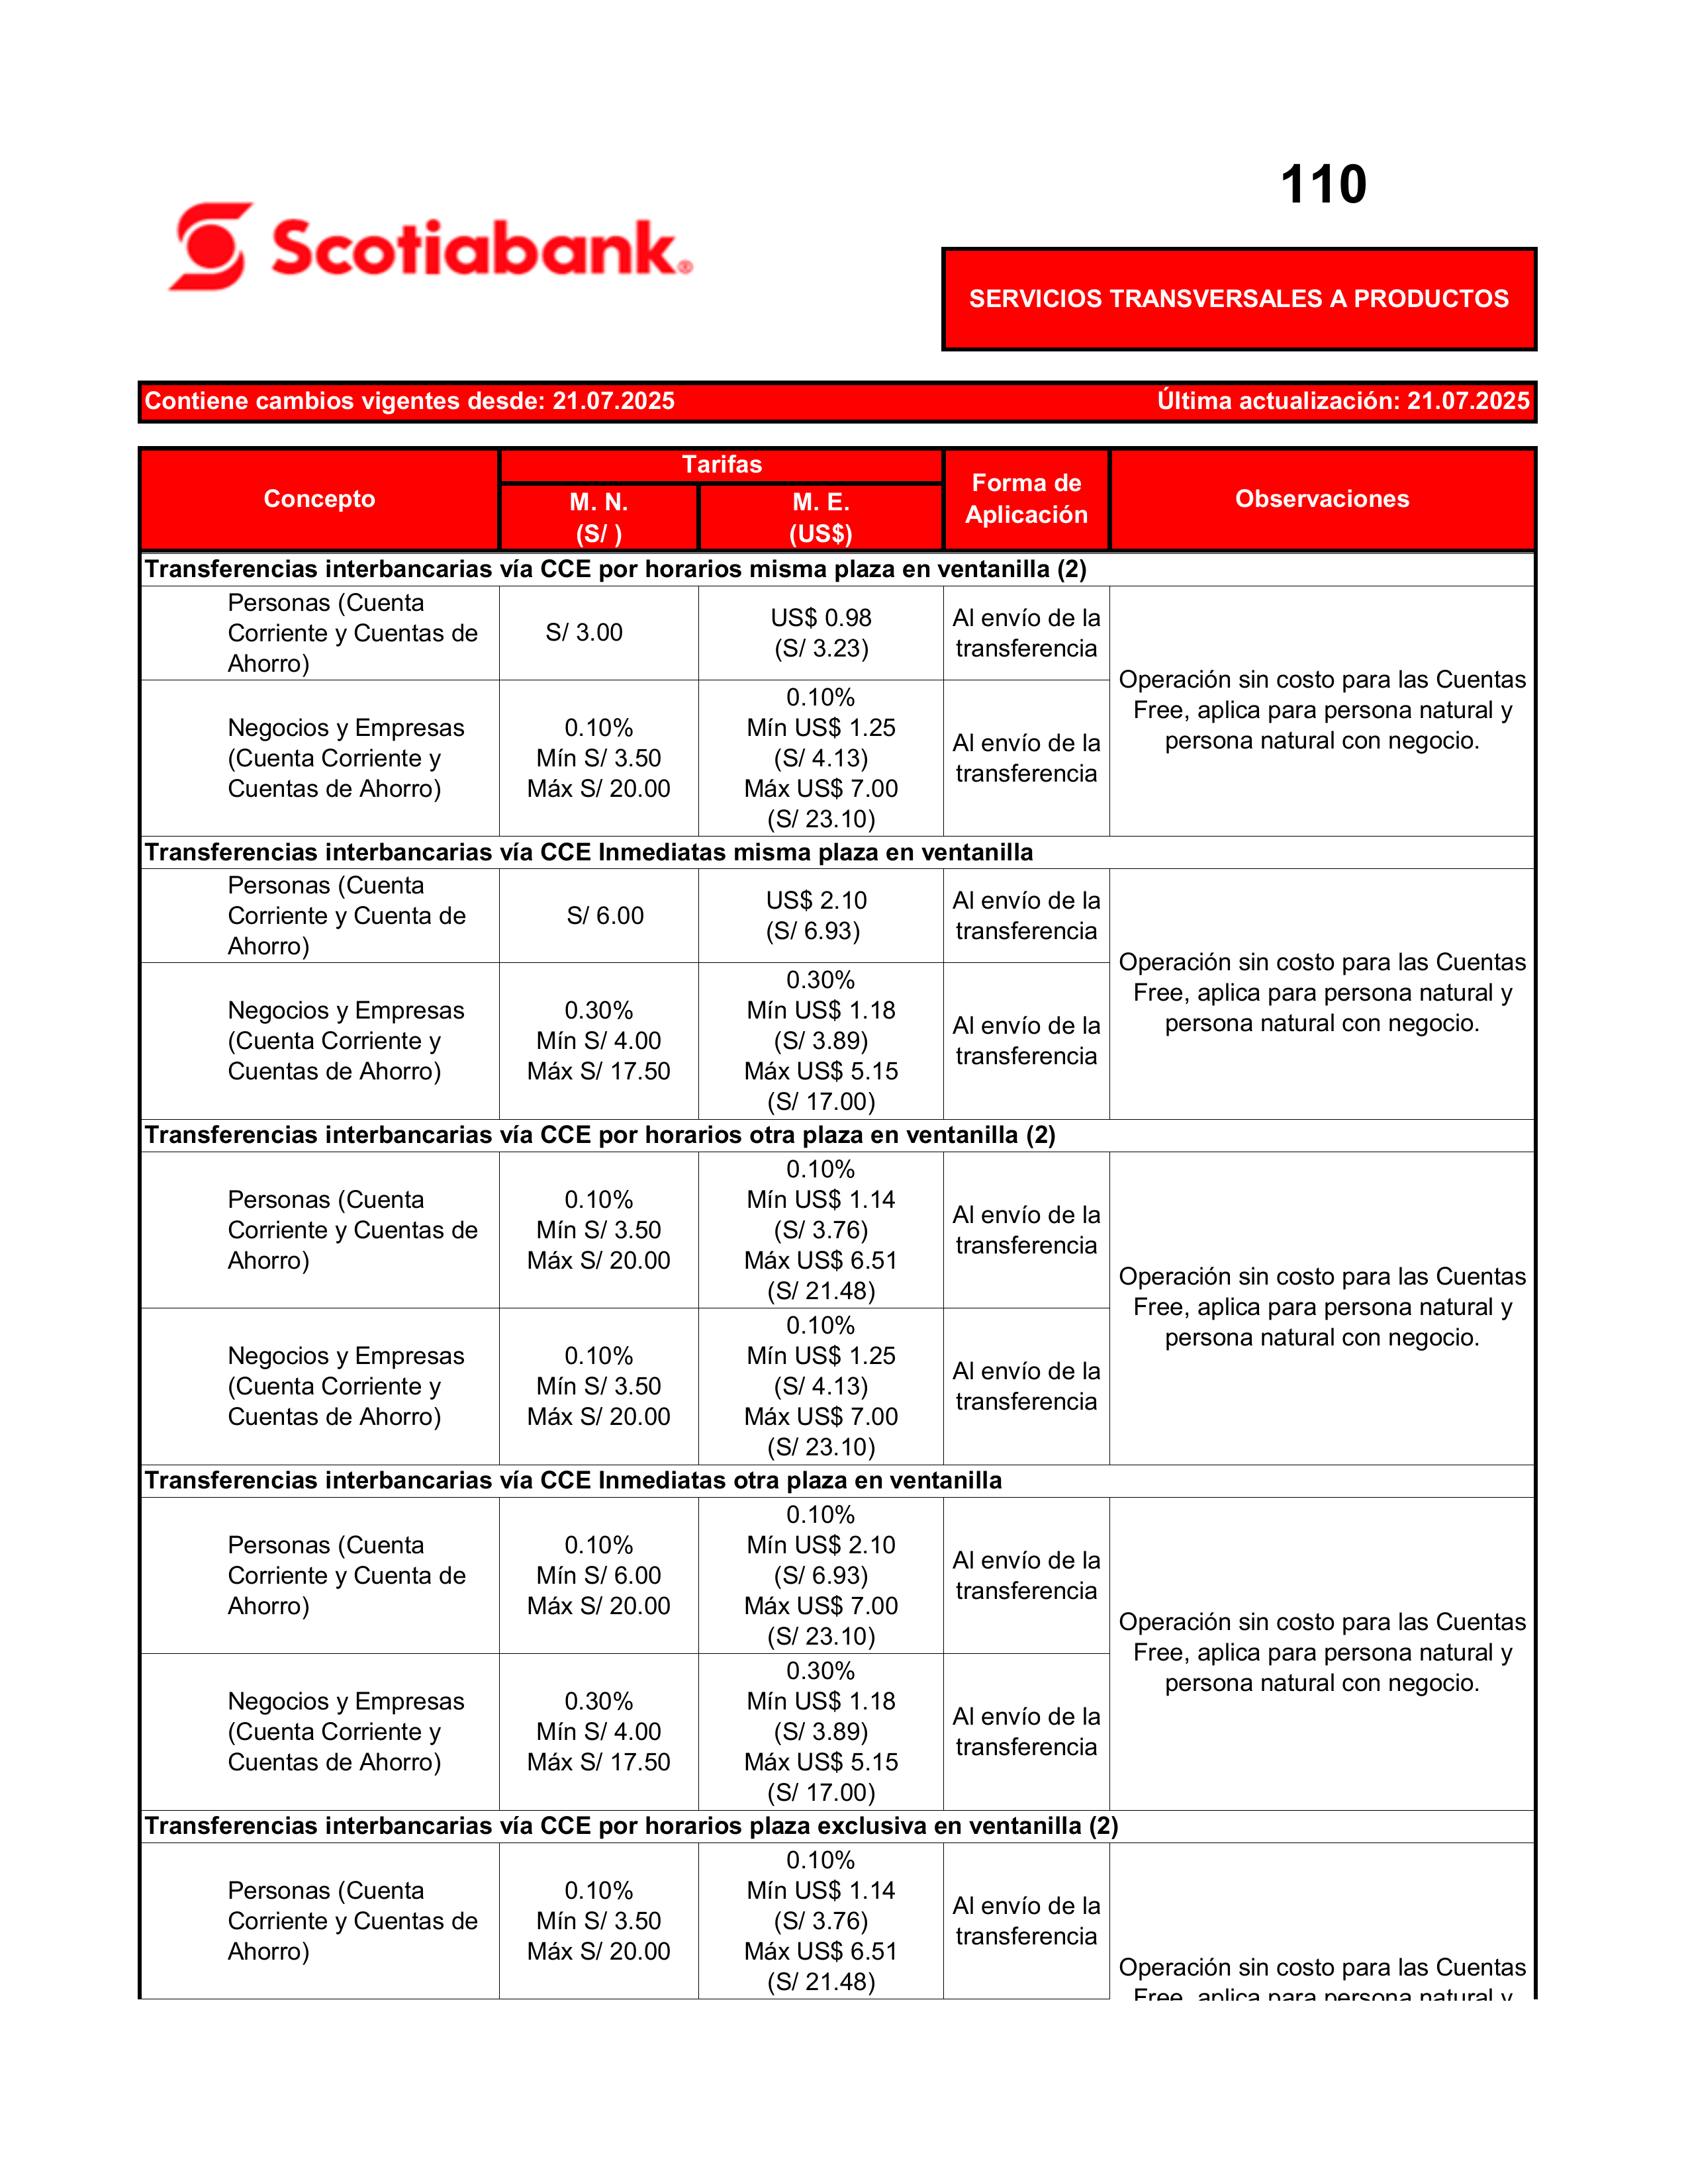 110
Scotiabank®
SERVICIOS TRANSVERSALES A PRODUCTOS
Contiene cambios vigentes desde: 21.07.2025 Última actualización: 21.07.2025
Concepto
Tarifas
M. N.
(S/ )
M. E.
(US$)
Forma de
Aplicación
Observaciones
Transferencias interbancarias vía CCE por horarios misma plaza en ventanilla (2)
Personas (Cuenta
Corriente y Cuentas de
Ahorro)
S/ 3.00
US$ 0.98
(S/ 3.23)
Al envío de la
transferencia
Operación sin costo para las Cuentas
Free, aplica para persona natural y
persona natural con negocio.
Negocios y Empresas
(Cuenta Corriente y
Cuentas de Ahorro)
0.10%
Mín S/ 3.50
Máx S/ 20.00
0.10%
Mín US$ 1.25
(S/ 4.13)
Máx US$ 7.00
(S/ 23.10)
Al envío de la
transferencia
Transferencias interbancarias vía CCE Inmediatas misma plaza en ventanilla
Personas (Cuenta
Corriente y Cuenta de
Ahorro)
S/ 6.00
US$ 2.10
(S/ 6.93)
Al envío de la
transferencia
Operación sin costo para las Cuentas
Free, aplica para persona natural y
persona natural con negocio.
Negocios y Empresas
(Cuenta Corriente y
Cuentas de Ahorro)
0.30%
Mín S/ 4.00
Máx S/ 17.50
0.30%
Mín US$ 1.18
(S/ 3.89)
Máx US$ 5.15
(S/ 17.00)
Al envío de la
transferencia
Transferencias interbancarias vía CCE por horarios otra plaza en ventanilla (2)
Personas (Cuenta
Corriente y Cuentas de
Ahorro)
0.10%
Mín S/ 3.50
Máx S/ 20.00
0.10%
Mín US$ 1.14
(S/ 3.76)
Máx US$ 6.51
(S/ 21.48)
Al envío de la
transferencia
Operación sin costo para las Cuentas
Free, aplica para persona natural y
persona natural con negocio.
Negocios y Empresas
(Cuenta Corriente y
Cuentas de Ahorro)
0.10%
Mín S/ 3.50
Máx S/ 20.00
0.10%
Mín US$ 1.25
(S/ 4.13)
Máx US$ 7.00
(S/ 23.10)
Al envío de la
transferencia
Transferencias interbancarias vía CCE Inmediatas otra plaza en ventanilla
Personas (Cuenta
Corriente y Cuenta de
Ahorro)
0.10%
Mín S/ 6.00
Máx S/ 20.00
0.10%
Mín US$ 2.10
(S/ 6.93)
Máx US$ 7.00
(S/ 23.10)
Al envío de la
transferencia
Operación sin costo para las Cuentas
Free, aplica para persona natural y
persona natural con negocio.
Negocios y Empresas
(Cuenta Corriente y
Cuentas de Ahorro)
0.30%
Mín S/ 4.00
Máx S/ 17.50
0.30%
Mín US$ 1.18
(S/ 3.89)
Máx US$ 5.15
(S/ 17.00)
Al envío de la
transferencia
Transferencias interbancarias vía CCE por horarios plaza exclusiva en ventanilla (2)
Personas (Cuenta
Corriente y Cuentas de
Ahorro)
0.10%
Mín S/ 3.50
Máx S/ 20.00
0.10%
Mín US$ 1.14
(S/ 3.76)
Máx US$ 6.51
(S/ 21.48)
Al envío de la
transferencia
Operación sin costo para las Cuentas
Free, aplica para persona natural y